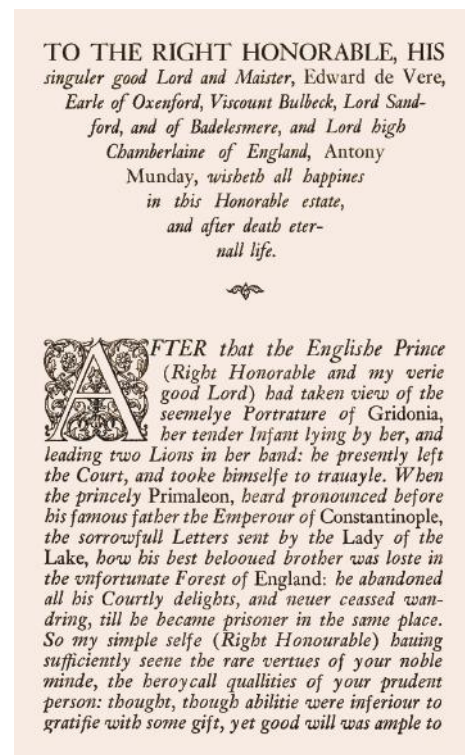 TO THE RIGHT HONORABLE, HIS
singuler good Lord and Maister, Edward de Vere,
Earle of Oxenford, Viscount Bulbeck, Lord Sand-
ford, and of Badelesmere, and Lord high
Chamberlaine of England, Antony
Munday, wisheth all happines
in this Honorable estate,
and after death eter-
nall life.
AFTER that the Englishe Prince
(Right Honorable and my verie
good Lord) had taken view of the
seemelye Portrature of Gridonia,
her tender Infant lying by her, and
leading two Lions in her hand: he presently left
the Court, and tooke himselfe to trauayle. When
the princely Primaleon, heard pronounced before
his famous father the Emperour of Constantinople,
the sorrowfull Letters sent by the Lady of the
Lake, how his best belooued brother was loste in
the vnfortunate Forest of England: he abandoned
all his Courtly delights, and neuer ceassed wan-
dring, till he became prisoner in the same place.
So my simple selfe (Right Honourable) hauing
sufficiently seene the rare vertues of your noble
minde, the heroycall quallities of your prudent
person: thought, though abilitie were inferiour to
gratifie with some gift, yet good will was ample to